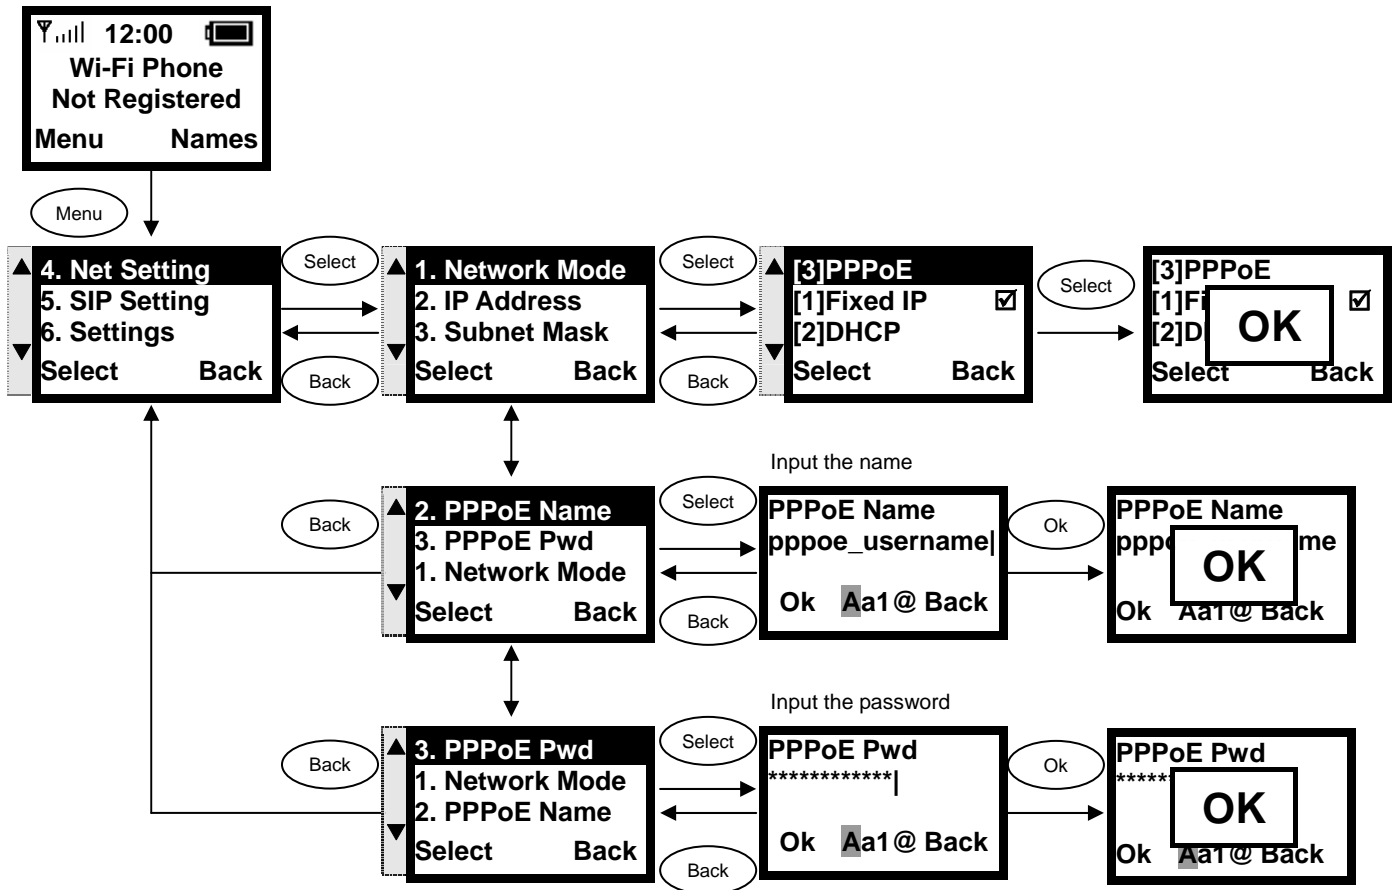 12:00
Wi-Fi Phone
Not Registered
Menu Names
Menu
4. Net Setting
5. SIP Setting
6. Settings
Select Back
Select
Back
1. Network Mode
2. IP Address
3. Subnet Mask
Select Back
Select
Back
[3]PPPoE
[1]Fixed IP
[2]DHCP
Select Back
Select
[3]PPPoE
[1]Fi
[2]D
OK
Select Back
Back
2. PPPoE Name
3. PPPoE Pwd
1. Network Mode
Select Back
Select
Back
Input the name
PPPoE Name
pppoe_username|
Ok Aa1@ Back
Ok
PPPoE Name
pppo me
OK
Ok Aa1@ Back
Back
3. PPPoE Pwd
1. Network Mode
2. PPPoE Name
Select Back
Select
Back
Input the password
PPPoE Pwd
************|
Ok Aa1@ Back
Ok
PPPoE Pwd
*****
OK
Ok Aa1@ Back